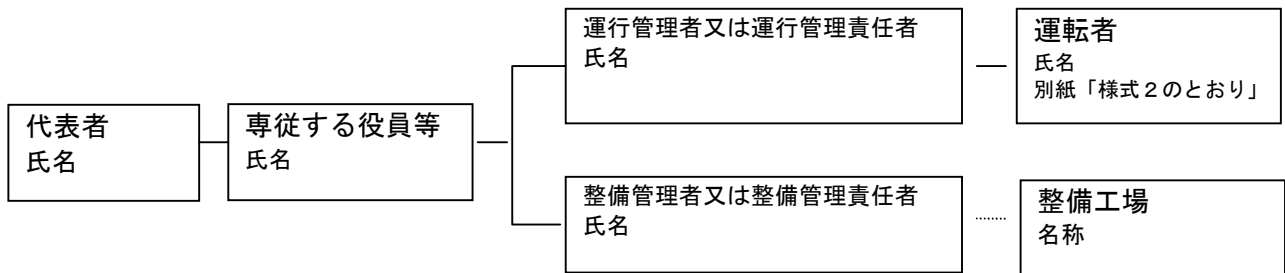 代表者
氏名
専従する役員等
氏名
運行管理者又は運行管理責任者
氏名
運転者
氏名
別紙「様式２のとおり」
整備管理者又は整備管理責任者
氏名
整備工場
名称